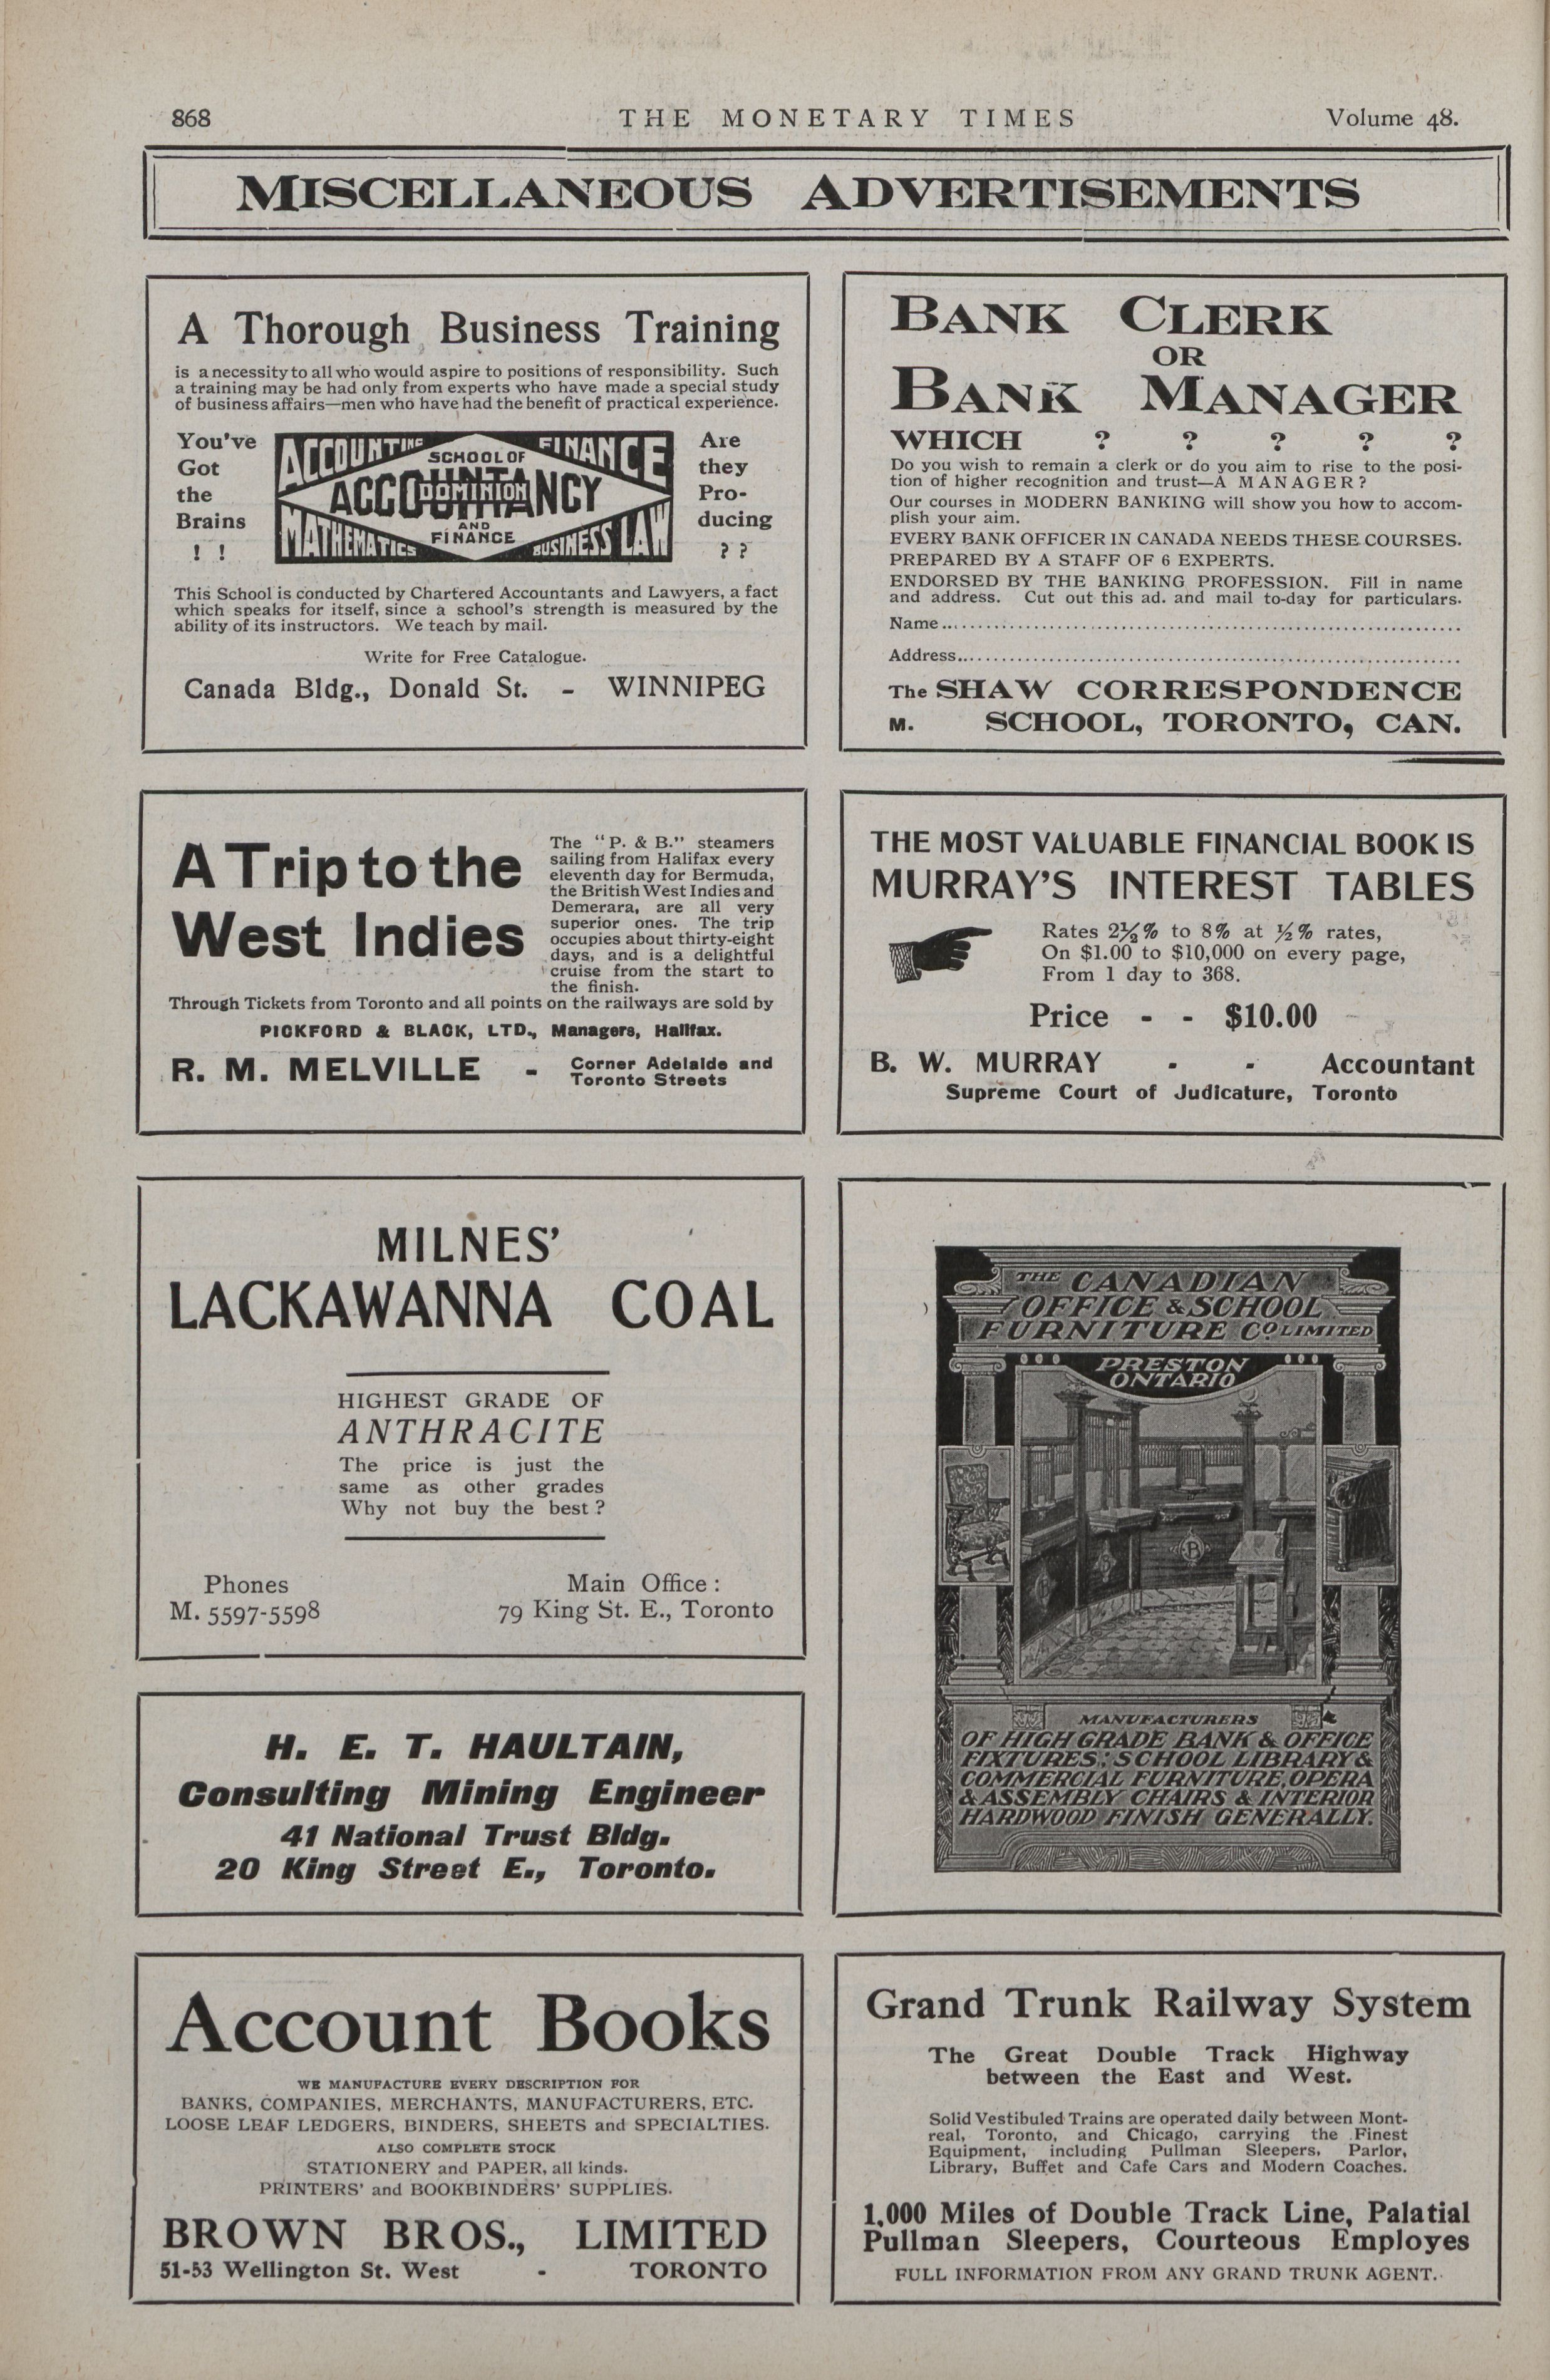 868
THE MONETARY TIMES
Volume 48.
MISCELLANEOUS ADVERTISEMENTS
A Thorough Business Training
is a necessity to all who would aspire to positions of responsibility. Such
a training may be had only from experts who have made a special study
of business affairs—men who have had the benefit of practical experience.
You've
Got
the
Brains
! !
ACCOUNTING
FINANCE
SCHOOL OF
ACCOUNTANCY
DOMINION
AND
FINANCE
MATHEMATICS
BUSINESS LAW
Are
they
Pro-
ducing
? ?
This School is conducted by Chartered Accountants and Lawyers, a fact
which speaks for itself, since a school's strength is measured by the
ability of its instructors. We teach by mail.
Write for Free Catalogue.
Canada Bldg., Donald St. - WINNIPEG
BANK CLERK
OR
BANK MANAGER
WHICH ? ? ? ? ?
Do you wish to remain a clerk or do you aim to rise to the posi-
tion of higher recognition and trust—A MANAGER?
Our courses in MODERN BANKING will show you how to accom-
plish your aim.
EVERY BANK OFFICER IN CANADA NEEDS THESE COURSES.
PREPARED BY A STAFF OF 6 EXPERTS.
ENDORSED BY THE BANKING PROFESSION. Fill in name
and address. Cut out this ad. and mail to-day for particulars.
Name...............................................................
Address...............................................................
The SHAW CORRESPONDENCE
M. SCHOOL, TORONTO, CAN.
A Trip to the
West Indies
The "P. & B." steamers
sailing from Halifax every
eleventh day for Bermuda,
the British West Indies and
Demerara, are all very
superior ones. The trip
occupies about thirty-eight
days, and is a delightful
cruise from the start to
the finish.
Through Tickets from Toronto and all points on the railways are sold by
PICKFORD & BLACK, LTD., Managers, Halifax.
R. M. MELVILLE - Corner Adelaide and
Toronto Streets
THE MOST VALUABLE FINANCIAL BOOK IS
MURRAY'S INTEREST TABLES
Rates 2½% to 8% at ½% rates,
On $1.00 to $10,000 on every page,
From 1 day to 368.
Price - - $10.00
B. W. MURRAY - - Accountant
Supreme Court of Judicature, Toronto
MILNES'
LACKAWANNA COAL
HIGHEST GRADE OF
ANTHRACITE
The price is just the
same as other grades
Why not buy the best?
Phones
M. 5597-5598
Main Office:
79 King St. E., Toronto
THE CANADIAN
OFFICE & SCHOOL
FURNITURE CO. LIMITED
PRESTON
ONTARIO
B
MANUFACTURERS
OF HIGH GRADE BANK & OFFICE
FIXTURES; SCHOOL LIBRARY &
COMMERCIAL FURNITURE, OPERA
& ASSEMBLY CHAIRS & INTERIOR
HARDWOOD FINISH GENERALLY.
H. E. T. HAULTAIN,
Consulting Mining Engineer
41 National Trust Bldg.
20 King Street E., Toronto.
Account Books
WE MANUFACTURE EVERY DESCRIPTION FOR
BANKS, COMPANIES, MERCHANTS, MANUFACTURERS, ETC.
LOOSE LEAF LEDGERS, BINDERS, SHEETS and SPECIALTIES.
ALSO COMPLETE STOCK
STATIONERY and PAPER, all kinds.
PRINTERS' and BOOKBINDERS' SUPPLIES.
BROWN BROS., LIMITED
51-53 Wellington St. West - TORONTO
Grand Trunk Railway System
The Great Double Track Highway
between the East and West.
Solid Vestibuled Trains are operated daily between Mont-
real, Toronto, and Chicago, carrying the Finest
Equipment, including Pullman Sleepers, Parlor,
Library, Buffet and Cafe Cars and Modern Coaches.
1,000 Miles of Double Track Line, Palatial
Pullman Sleepers, Courteous Employes
FULL INFORMATION FROM ANY GRAND TRUNK AGENT.